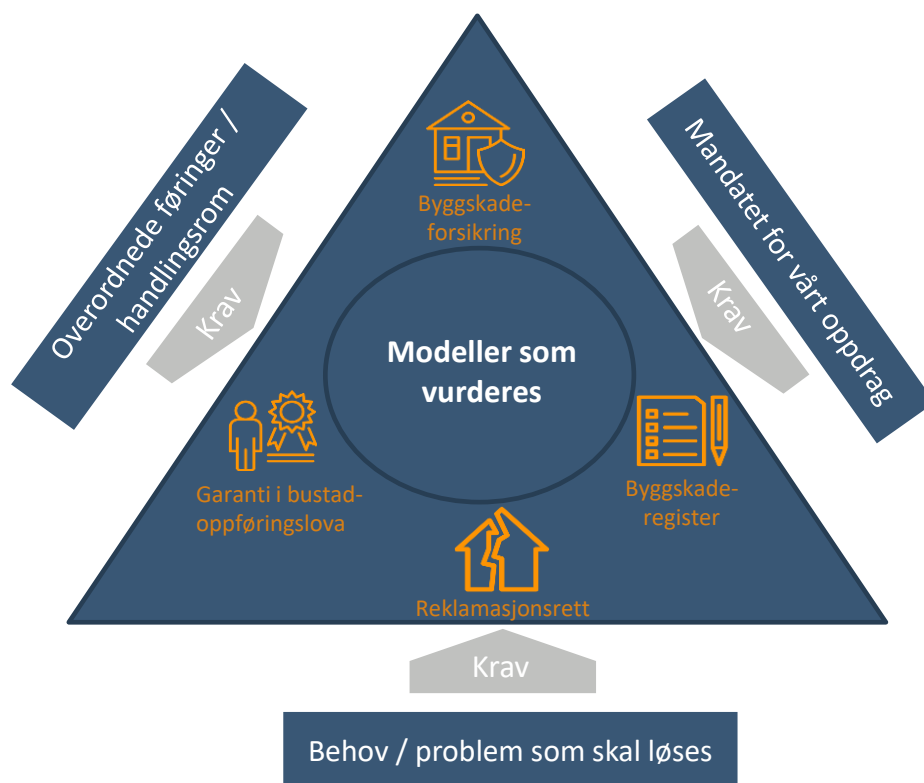 Overordnede føringer /
handlingsrom
Krav
Mandatet for vårt oppdrag
Krav
Byggskade-
forsikring
Modeller som
vurderes
Garanti i bustad-
oppføringslova
Byggskade-
register
Reklamasjonsrett
Krav
Behov / problem som skal løses